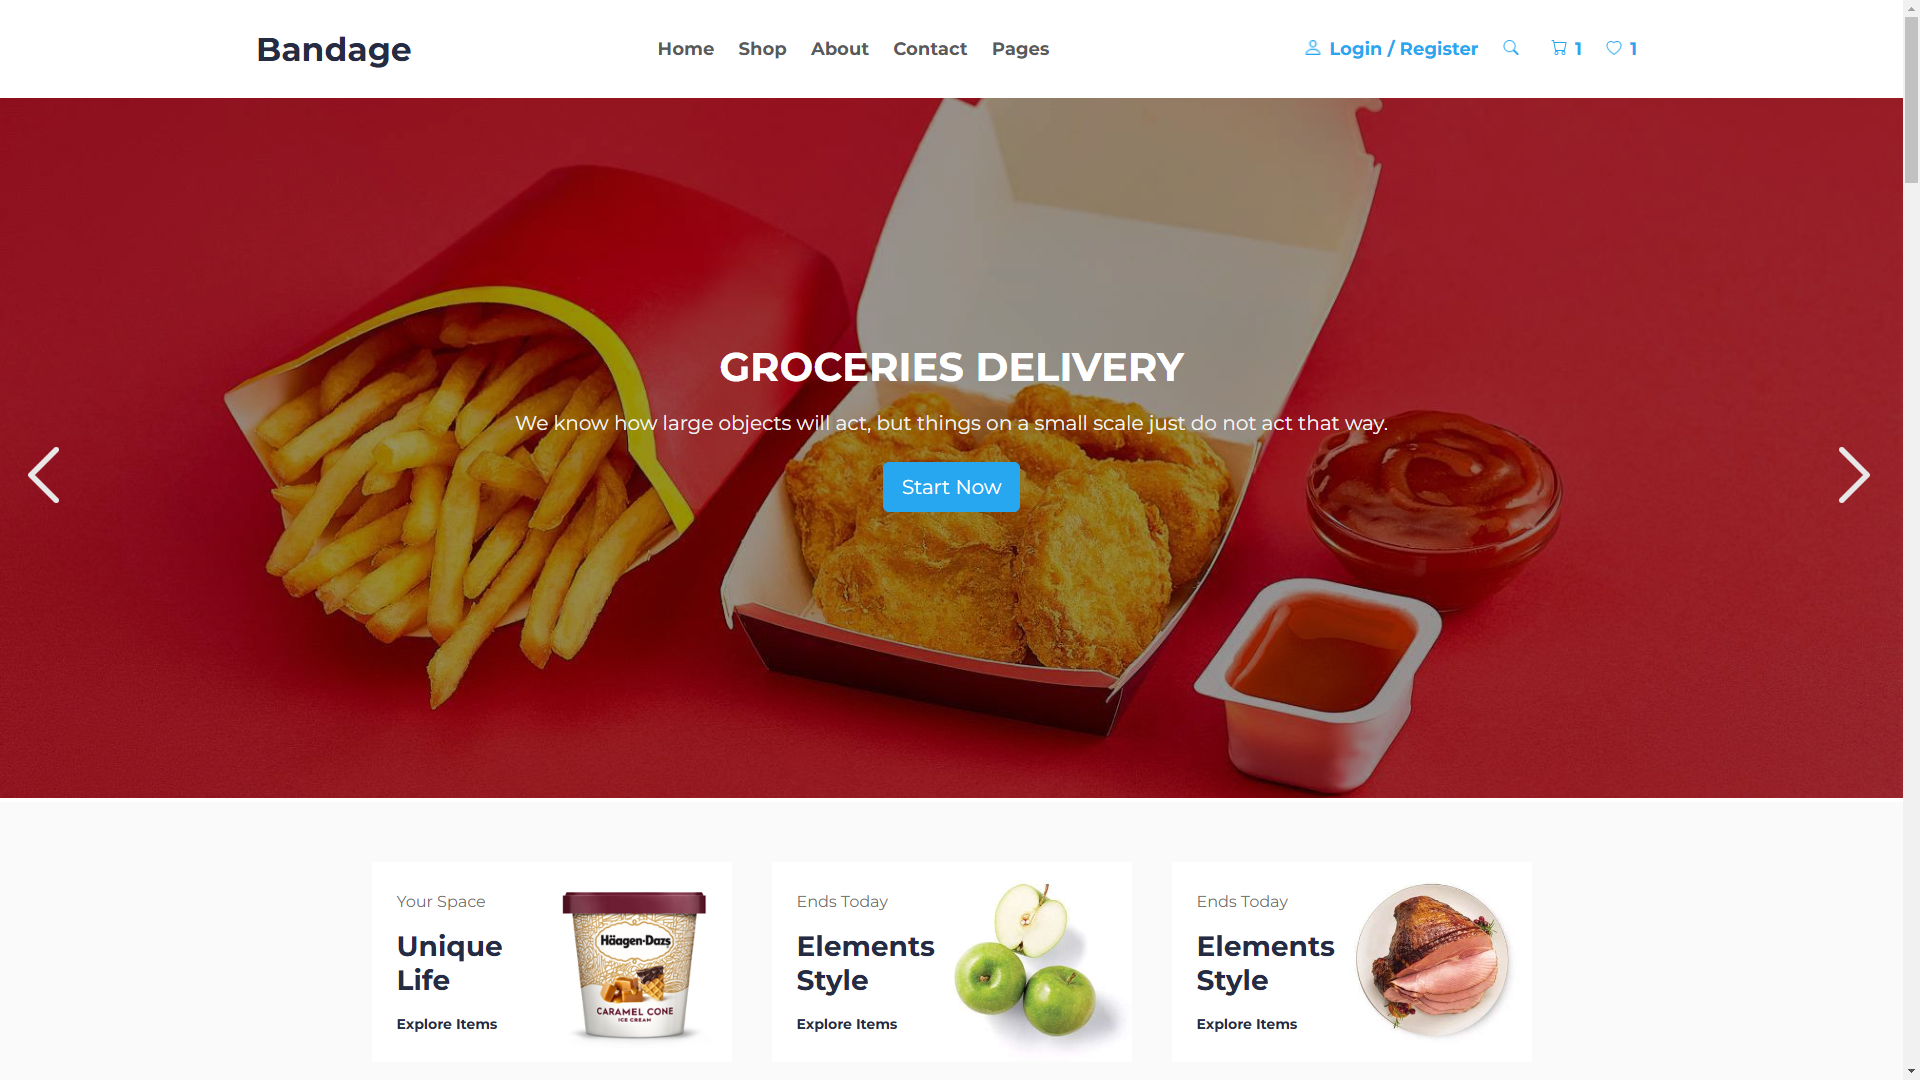 Bandage
Home
Shop
About
Contact
Pages
Login / Register
1
1
GROCERIES DELIVERY
We know how large objects will act, but things on a small scale just do not act that way.
Start Now
Your Space
Unique
Life
Explore Items
Häagen-Dazs
CARAMEL CONE
ICE CREAM
Ends Today
Elements
Style
Explore Items
Ends Today
Elements
Style
Explore Items